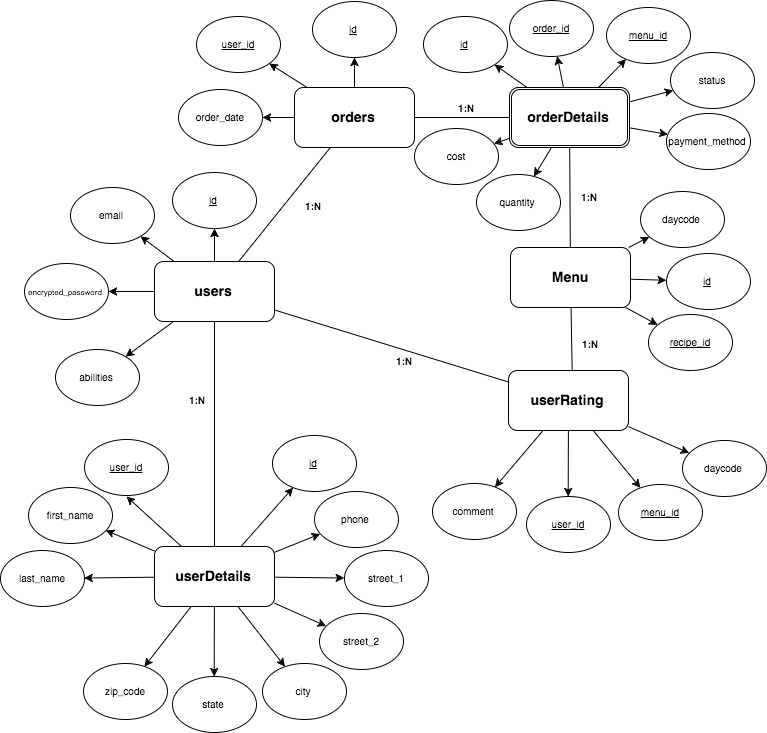 id
order_id
menu_id
user_id
id
status
orders
1:N
orderDetails
order_date
payment_method
cost
quantity
1:N
id
email
1:N
daycode
users
Menu
id
encrypted_password
recipe_id
1:N
1:N
abilities
1:N
userRating
user_id
id
daycode
first_name
phone
comment
user_id
menu_id
userDetails
last_name
street_1
street_2
zip_code
state
city